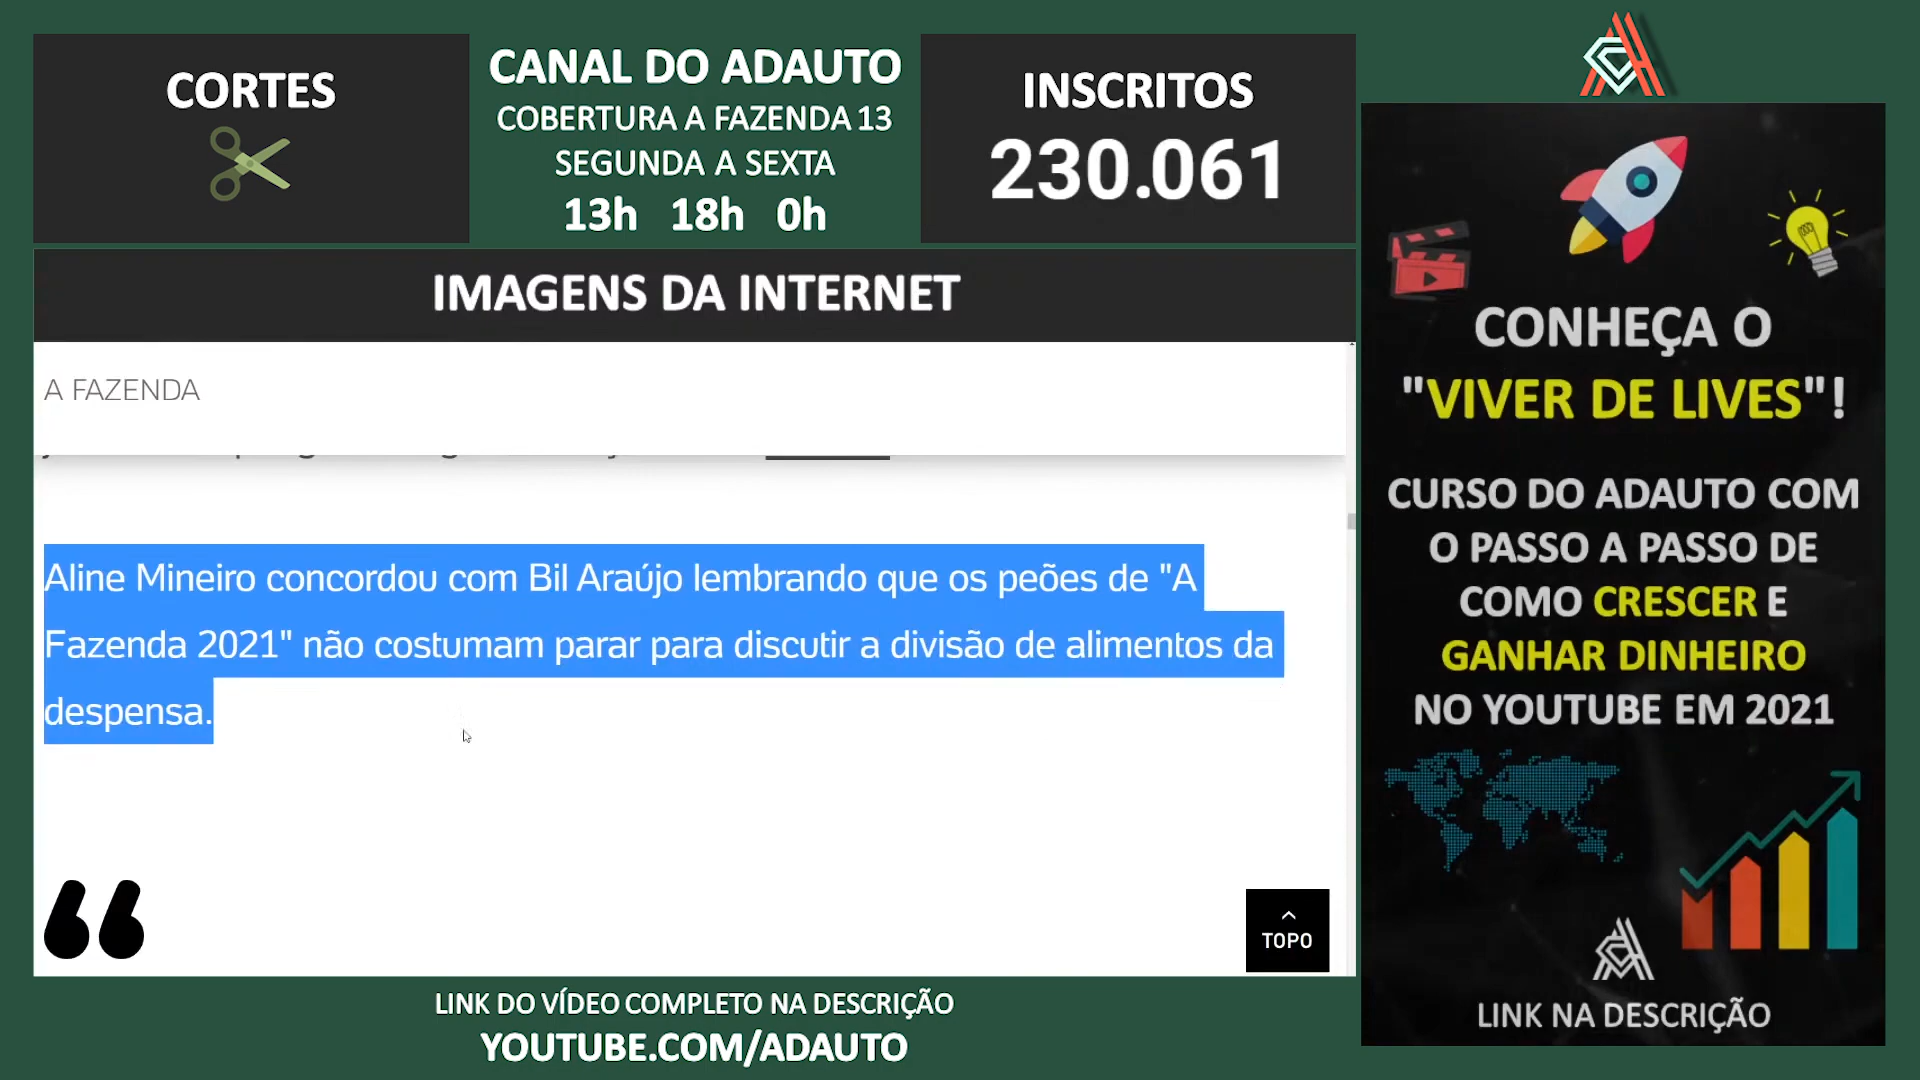 CORTES
CANAL DO ADAUTO
COBERTURA A FAZENDA 13
SEGUNDA A SEXTA
13h 18h 0h
INSCRITOS
230.061
IMAGENS DA INTERNET
A FAZENDA
Aline Mineiro concordou com Bil Araújo lembrando que os peões de "A
Fazenda 2021" não costumam parar para discutir a divisão de alimentos da
despensa.
TOPO
LINK DO VÍDEO COMPLETO NA DESCRIÇÃO
YOUTUBE.COM/ADAUTO
CONHEÇA O
"VIVER DE LIVES"!
CURSO DO ADAUTO COM
O PASSO A PASSO DE
COMO CRESCER E
GANHAR DINHEIRO
NO YOUTUBE EM 2021
LINK NA DESCRIÇÃO